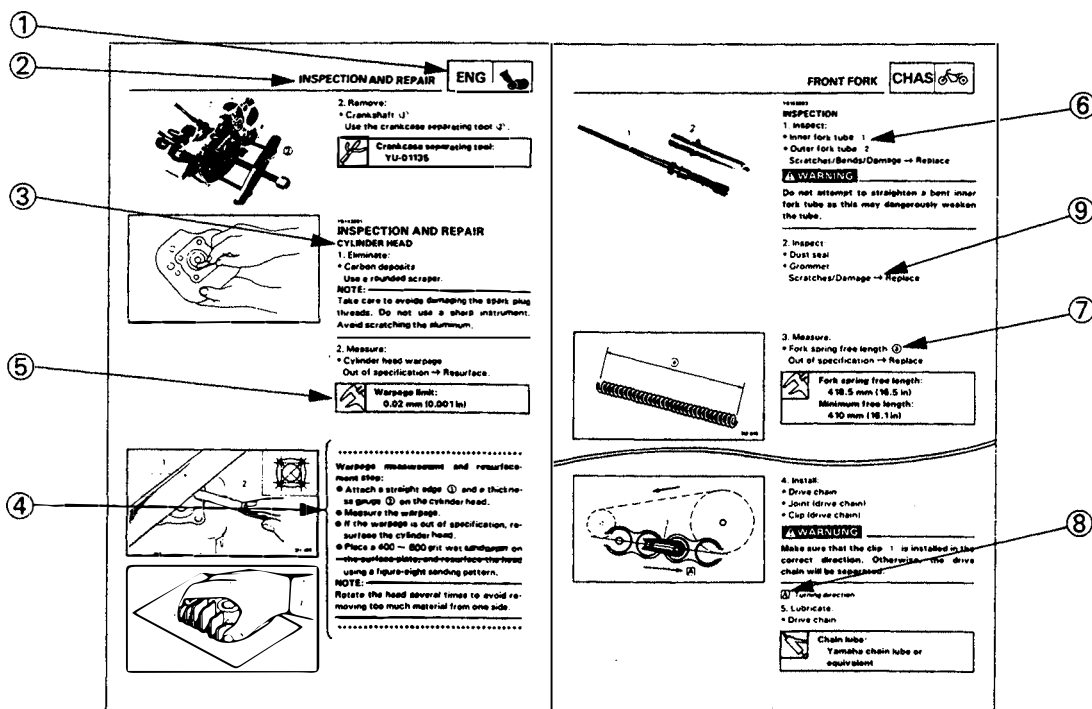 ①
②
③
⑤
④
INSPECTION AND REPAIR
ENG
2. Remove:
• Crankshaft
Use the crankcase separating tool
Crankcase separating tool:
YU-01135
INSPECTION AND REPAIR
CYLINDER HEAD
1. Eliminate:
• Carbon deposits
Use a rounded scraper.
NOTE:
Take care to avoide damaging the spark plug
threads. Do not use a sharp instrument.
Avoid scratching the aluminum.
2. Measure:
• Cylinder head warpage
Out of specification → Resurface.
Warpage limit:
0.02 mm (0.001 in)
1
2
Warpage measurement and resurface-
ment step:
● Attach a straight edge ① and a thickne-
ss gauge ① on the cylinder head.
● Measure the warpage.
● If the warpage is out of specification, re-
surface the cylinder head.
● Place a 400 ~ 600 grit wet sandpaper on
the surface plate, and resurface the head
using a figure-eight sanding pattern.
NOTE:
Rotate the head several times to avoid re-
moving too much material from one side.
FRONT FORK
CHAS
1
2
INSPECTION
1. Inspect:
• Inner fork tube 1
• Outer fork tube 2
Scratches/Bends/Damage → Replace
WARNING
Do not attempt to straighten a bent inner
fork tube as this may dangerously weaken
the tube.
2. Inspect:
• Dust seal
• Grommet
Scratches/Damage → Replace
3. Measure.
• Fork spring free length ⓐ
Out of specification → Replace
Fork spring free length:
418.5 mm (16.5 in)
Minimum free length:
410 mm (16.1 in)
4. Install:
• Drive chain
• Joint (drive chain)
• Clip (drive chain)
WARNUNG
Make sure that the clip 1 is installed in the
correct direction. Otherwise, the drive
chain will be separated.
A Turning direction
5. Lubricate.
• Drive chain
Chain lube:
Yamaha chain lube or
equivalent
A
⑥
⑨
⑦
⑧